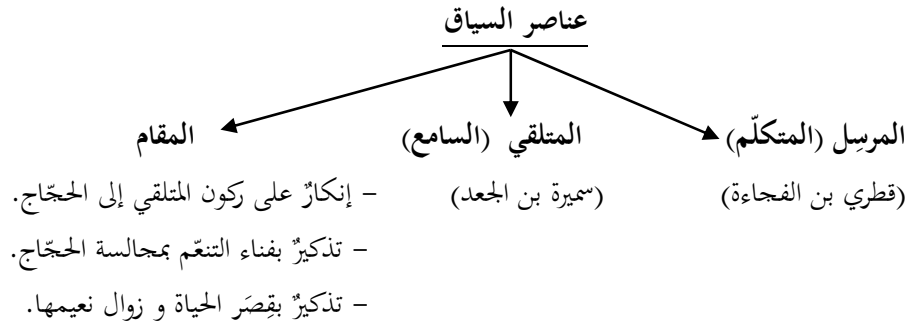 عناصر السياق
المرسِل (المتكلّم) المتلقي (السامع) المقام
(قطري بن الفجاءة) (سميرة بن الجعد) – إنكارٌ على ركون المتلقي إلى الحجّاج.
– تذكيرٌ بفناء التنعّم بمجالسة الحجّاج.
– تذكيرٌ بقِصَر الحياة و زوال نعيمها.